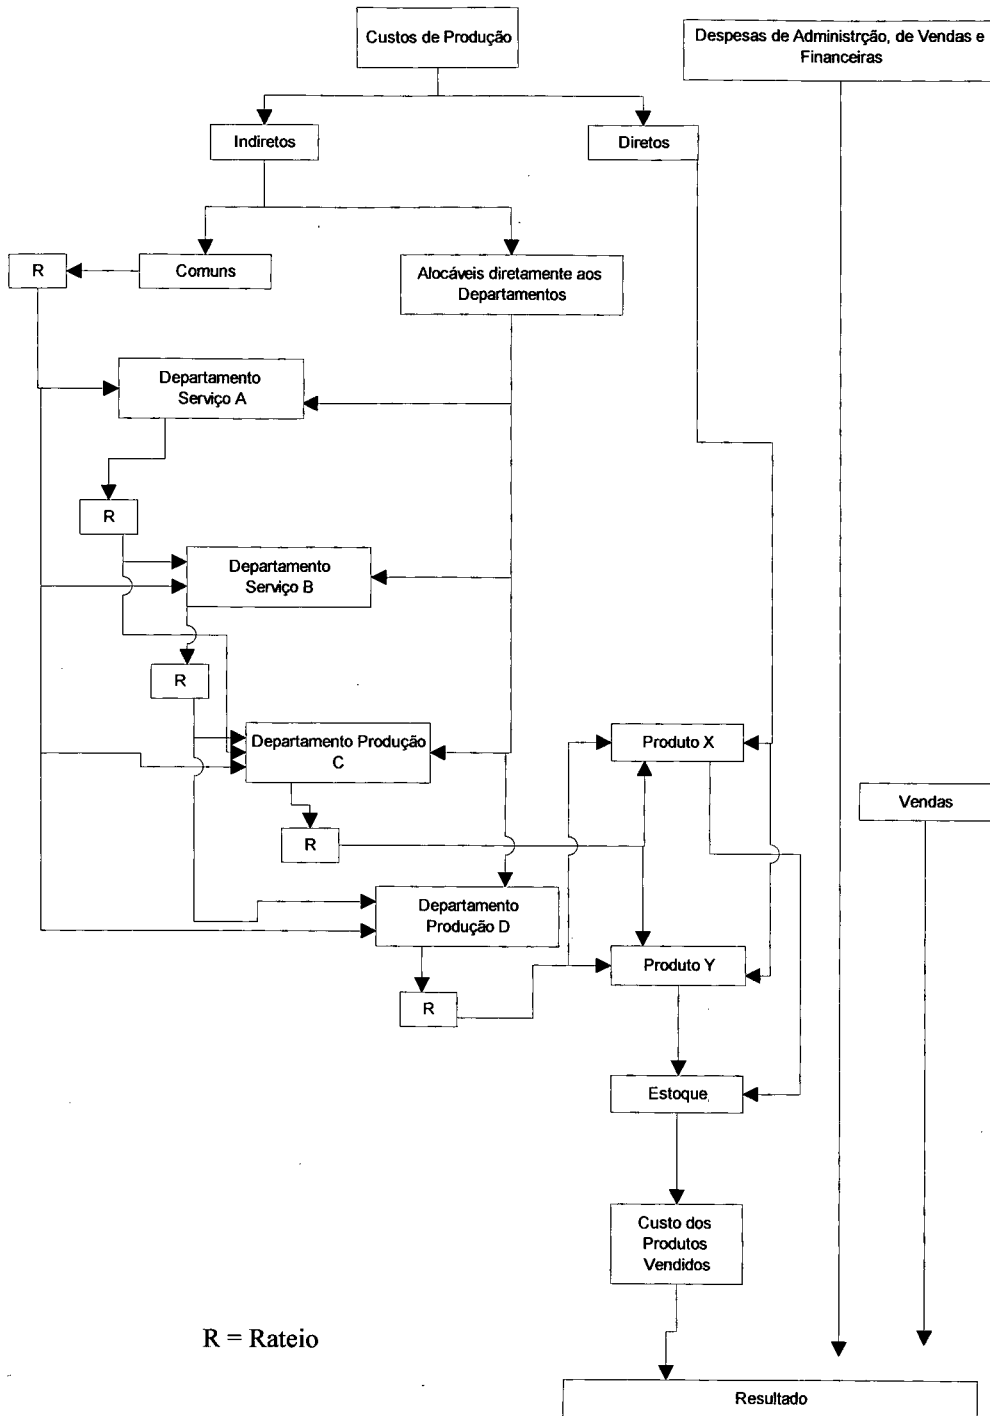 Custos de Produção
Despesas de Administrção, de Vendas e
Financeiras
Indiretos
Diretos
R
Comuns
Alocáveis diretamente aos
Departamentos
Departamento
Serviço A
R
Departamento
Serviço B
R
Departamento Produção
C
Produto X
Vendas
R
Departamento
Produção D
Produto Y
R
Estoque
Custo dos
Produtos
Vendidos
R = Rateio
Resultado